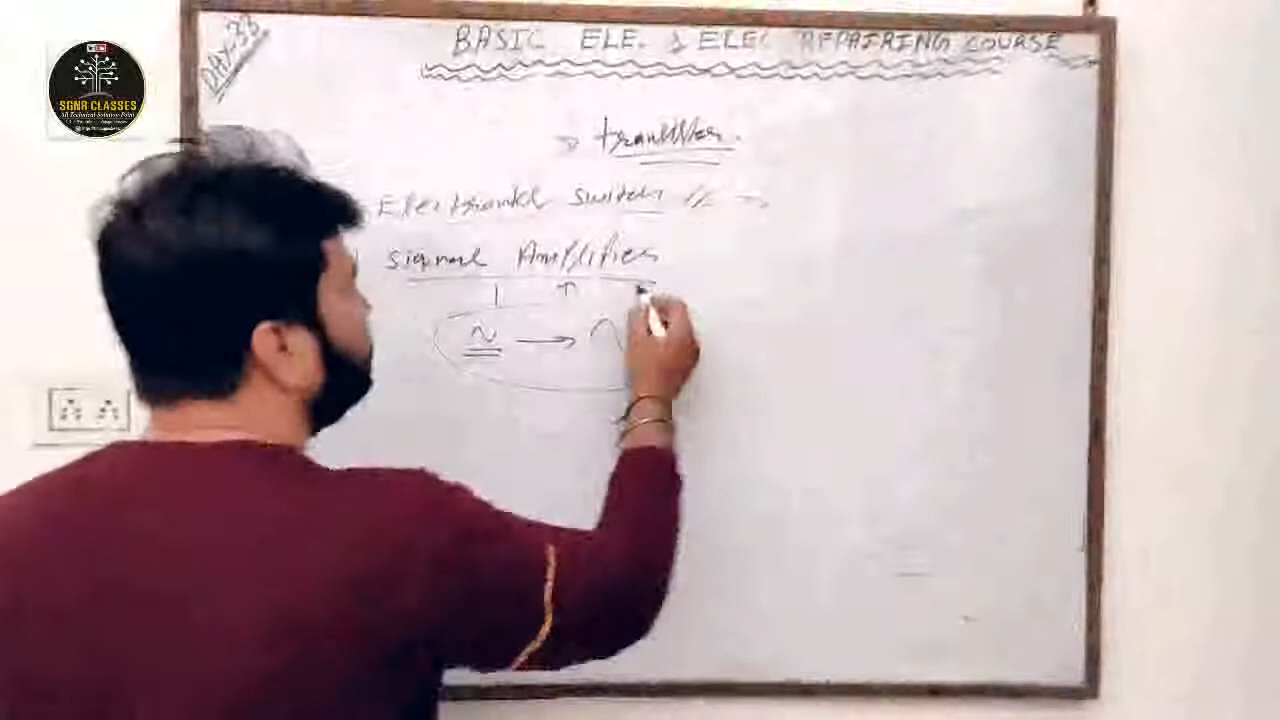 SGNR CLASSES
DAY-33
BASIC ELE. & ELEC REPAIRING COURSE
transistor.
Electronic switch
signal Amplifier